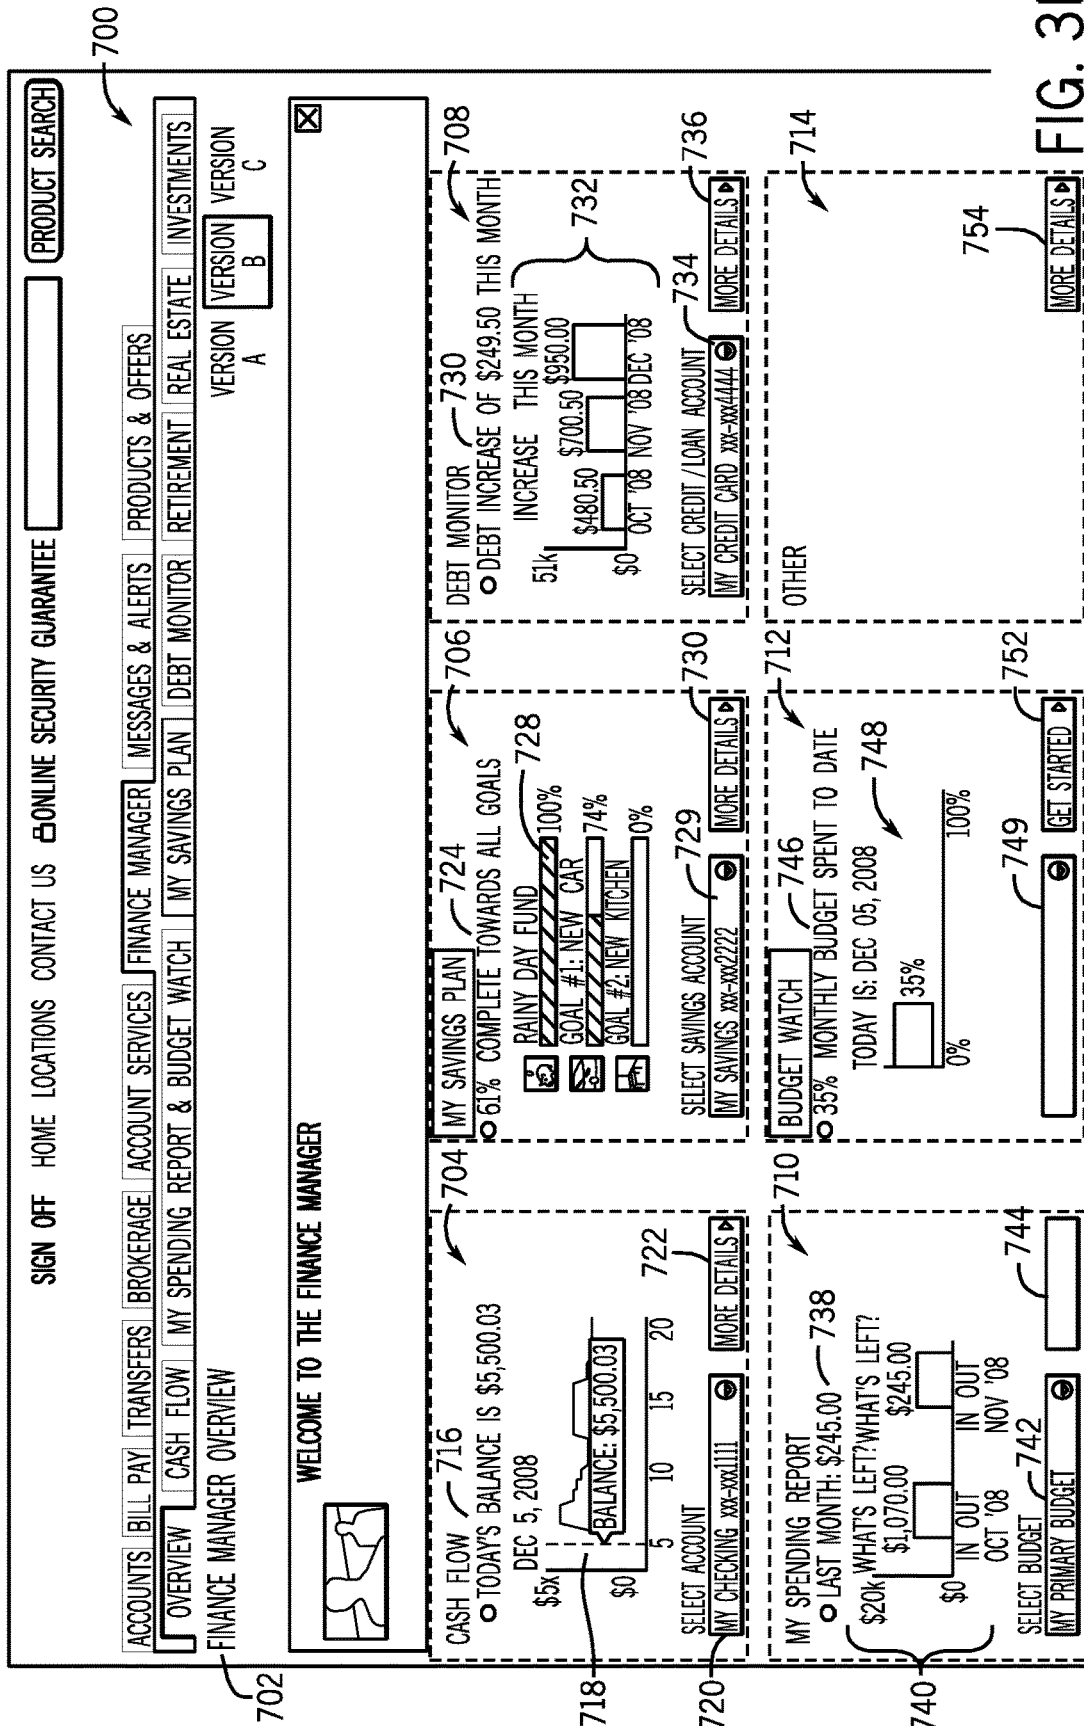 SIGN OFF HOME LOCATIONS CONTACT US ONLINE SECURITY GUARANTEE PRODUCT SEARCH
700
ACCOUNTS BILL PAY TRANSFERS BROKERAGE ACCOUNT SERVICES FINANCE MANAGER MESSAGES & ALERTS PRODUCTS & OFFERS
OVERVIEW CASH FLOW MY SPENDING REPORT & BUDGET WATCH MY SAVINGS PLAN DEBT MONITOR RETIREMENT REAL ESTATE INVESTMENTS
702
FINANCE MANAGER OVERVIEW
VERSION A VERSION B VERSION C
WELCOME TO THE FINANCE MANAGER
704
CASH FLOW 716
TODAY'S BALANCE IS $5,500.03
DEC 5, 2008
$5x
BALANCE: $5,500.03
$0
5 10 15 20
718
SELECT ACCOUNT
722
720
MY CHECKING xxx-xxx1111
MORE DETAILS
706
MY SAVINGS PLAN 724
61% COMPLETE TOWARDS ALL GOALS
728
RAINY DAY FUND
100%
GOAL #1: NEW CAR
74%
GOAL #2: NEW KITCHEN
0%
SELECT SAVINGS ACCOUNT
729
730
MY SAVINGS xxx-xxx2222
MORE DETAILS
708
DEBT MONITOR 730
DEBT INCREASE OF $249.50 THIS MONTH
INCREASE THIS MONTH
732
51k
$480.50 $700.50 $950.00
$0
OCT '08 NOV '08 DEC '08
SELECT CREDIT/LOAN ACCOUNT
734
736
MY CREDIT CARD xxx-xxx4444
MORE DETAILS
710
MY SPENDING REPORT
LAST MONTH: $245.00 738
$20k WHAT'S LEFT? WHAT'S LEFT?
$1,070.00 $245.00
$0
IN OUT IN OUT
OCT '08 NOV '08
740
SELECT BUDGET 742
744
MY PRIMARY BUDGET
712
BUDGET WATCH 746
35% MONTHLY BUDGET SPENT TO DATE
TODAY IS: DEC 05, 2008
748
35%
0% 100%
749
752
GET STARTED
714
OTHER
754
MORE DETAILS